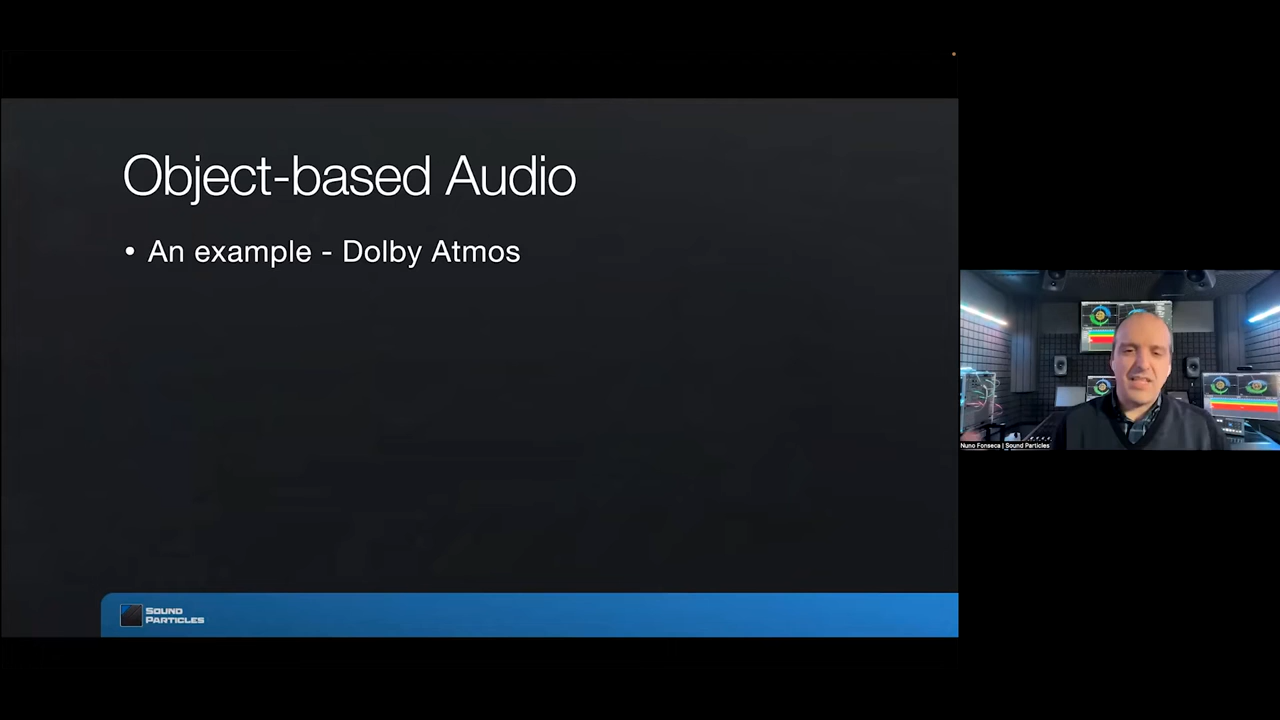 Object-based Audio
• An example - Dolby Atmos
SOUND
PARTICLES
Nuno Fonseca | Sound Particles